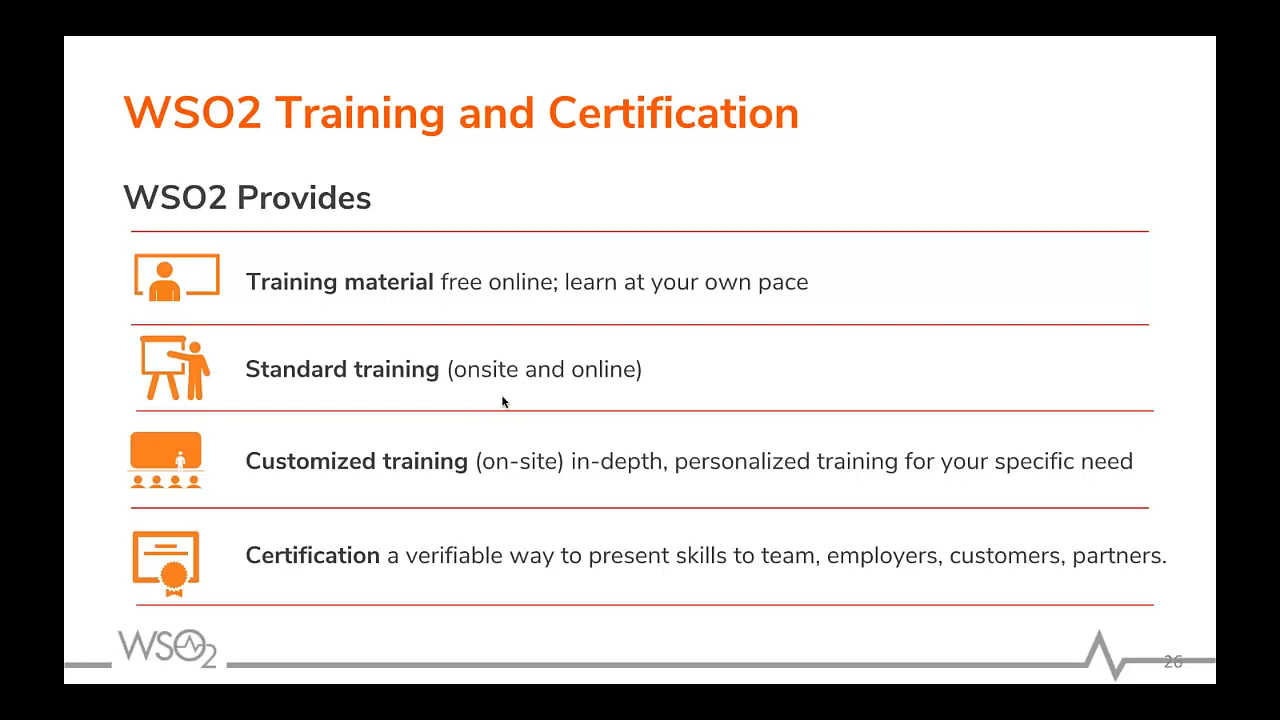 WSO2 Training and Certification
WSO2 Provides
Training material free online; learn at your own pace
Standard training (onsite and online)
Customized training (on-site) in-depth, personalized training for your specific need
Certification a verifiable way to present skills to team, employers, customers, partners.
WSO2
26